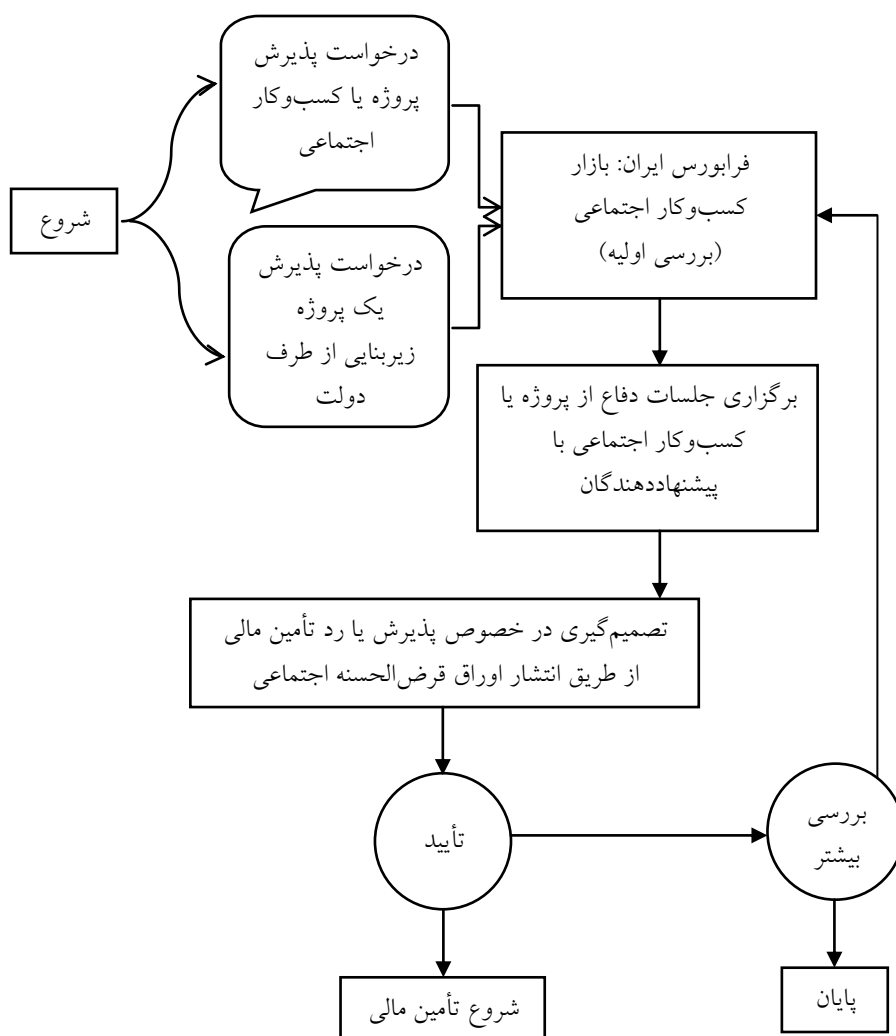 درخواست پذیرش
پروژه یا کسب‌وکار
اجتماعی
شروع
درخواست پذیرش
یک پروژه
زیربنایی از طرف
دولت
فرابورس ایران: بازار
کسب‌وکار اجتماعی
(بررسی اولیه)
برگزاری جلسات دفاع از پروژه یا
کسب‌وکار اجتماعی با
پیشنهاددهندگان
تصمیم‌گیری در خصوص پذیرش یا رد تأمین مالی
از طریق انتشار اوراق قرض‌الحسنه اجتماعی
تأیید
بررسی
بیشتر
شروع تأمین مالی
پایان